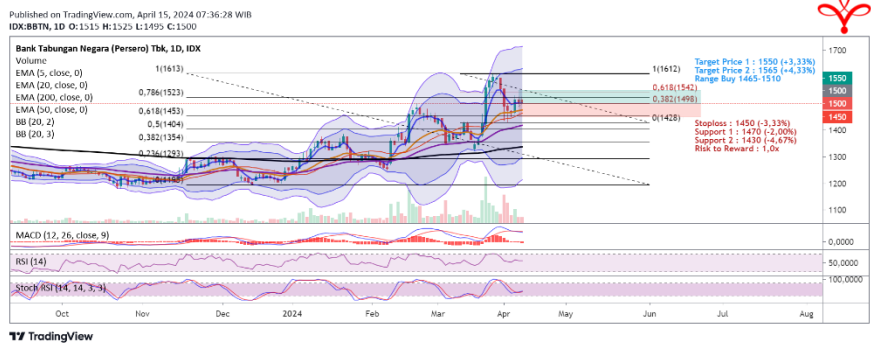 Published on TradingView.com, April 15, 2024 07:36:28 WIB
IDX:BBTN, 1D O:1515 H:1525 L:1495 C:1500
Bank Tabungan Negara (Persero) Tbk, 1D, IDX
Volume
EMA (5, close, 0)
EMA (20, close, 0)
EMA (200, close, 0)
EMA (50, close, 0)
BB (20, 2)
BB (20, 3)
1(1613)
0,786(1523)
0,618(1453)
0,5(1404)
0,382(1354)
0,236(1293)
1(1612)
0,618(1542)
0,382(1498)
0(1428)
Target Price 1 : 1550 (+3,33%)
Target Price 2 : 1565 (+4,33%)
Range Buy 1465-1510
Stoploss : 1450 (-3,33%)
Support 1 : 1470 (-2,00%)
Support 2 : 1430 (-4,67%)
Risk to Reward : 1,0x
1700
1550
1500
1500
1450
1400
1300
1200
1100
MACD (12, 26, close, 9)
0,0000
RSI (14)
50,0000
Stoch RSI (14, 14, 3, 3)
100,0000
Oct Nov Dec 2024 Feb Mar Apr May Jun Jul Aug
TradingView